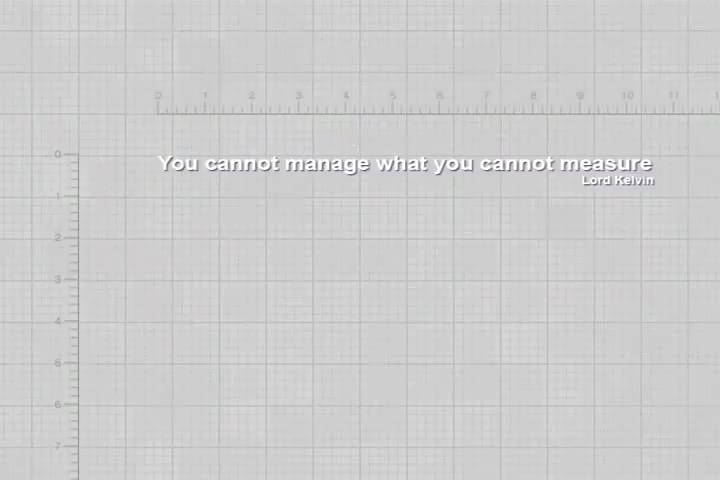 0 1 2 3 4 5 6 7 8 9 10 11 1
0
You cannot manage what you cannot measure
Lord Kelvin
1
2
3
4
5
6
7